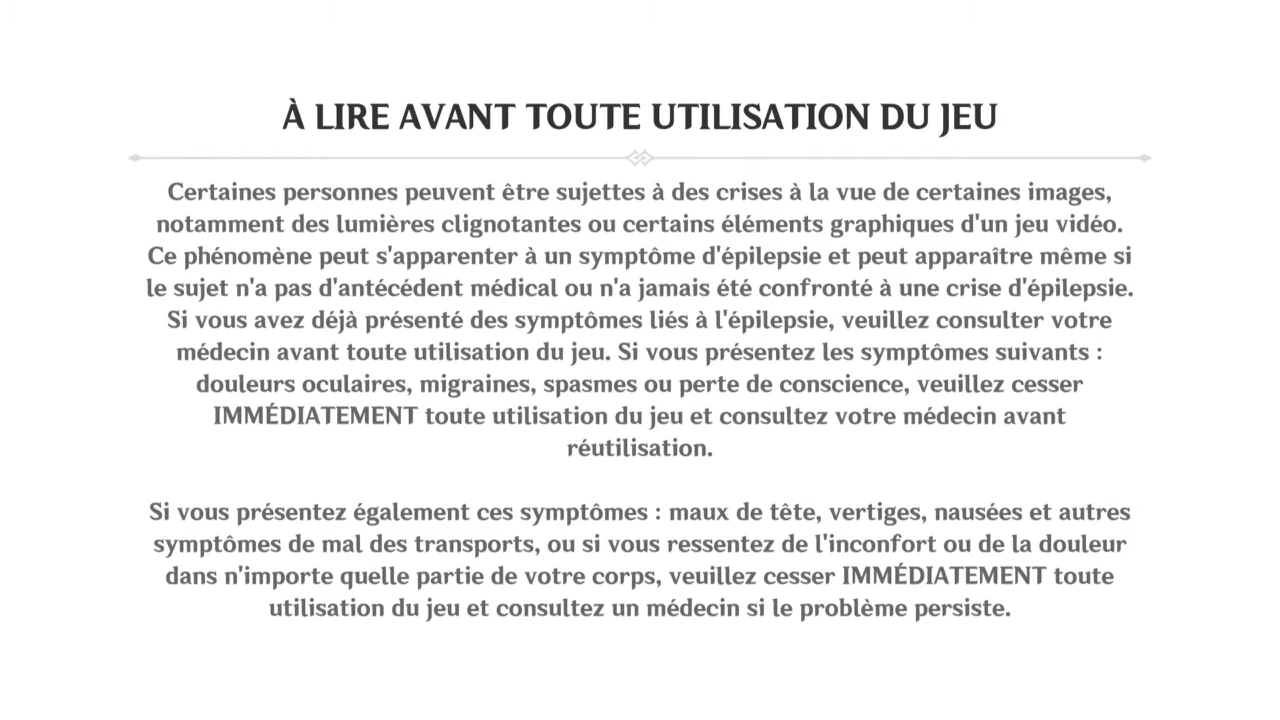 À LIRE AVANT TOUTE UTILISATION DU JEU
Certaines personnes peuvent être sujettes à des crises à la vue de certaines images,
notamment des lumières clignotantes ou certains éléments graphiques d'un jeu vidéo.
Ce phénomène peut s'apparenter à un symptôme d'épilepsie et peut apparaître même si
le sujet n'a pas d'antécédent médical ou n'a jamais été confronté à une crise d'épilepsie.
Si vous avez déjà présenté des symptômes liés à l'épilepsie, veuillez consulter votre
médecin avant toute utilisation du jeu. Si vous présentez les symptômes suivants :
douleurs oculaires, migraines, spasmes ou perte de conscience, veuillez cesser
IMMÉDIATEMENT toute utilisation du jeu et consultez votre médecin avant
réutilisation.
Si vous présentez également ces symptômes : maux de tête, vertiges, nausées et autres
symptômes de mal des transports, ou si vous ressentez de l'inconfort ou de la douleur
dans n'importe quelle partie de votre corps, veuillez cesser IMMÉDIATEMENT toute
utilisation du jeu et consultez un médecin si le problème persiste.